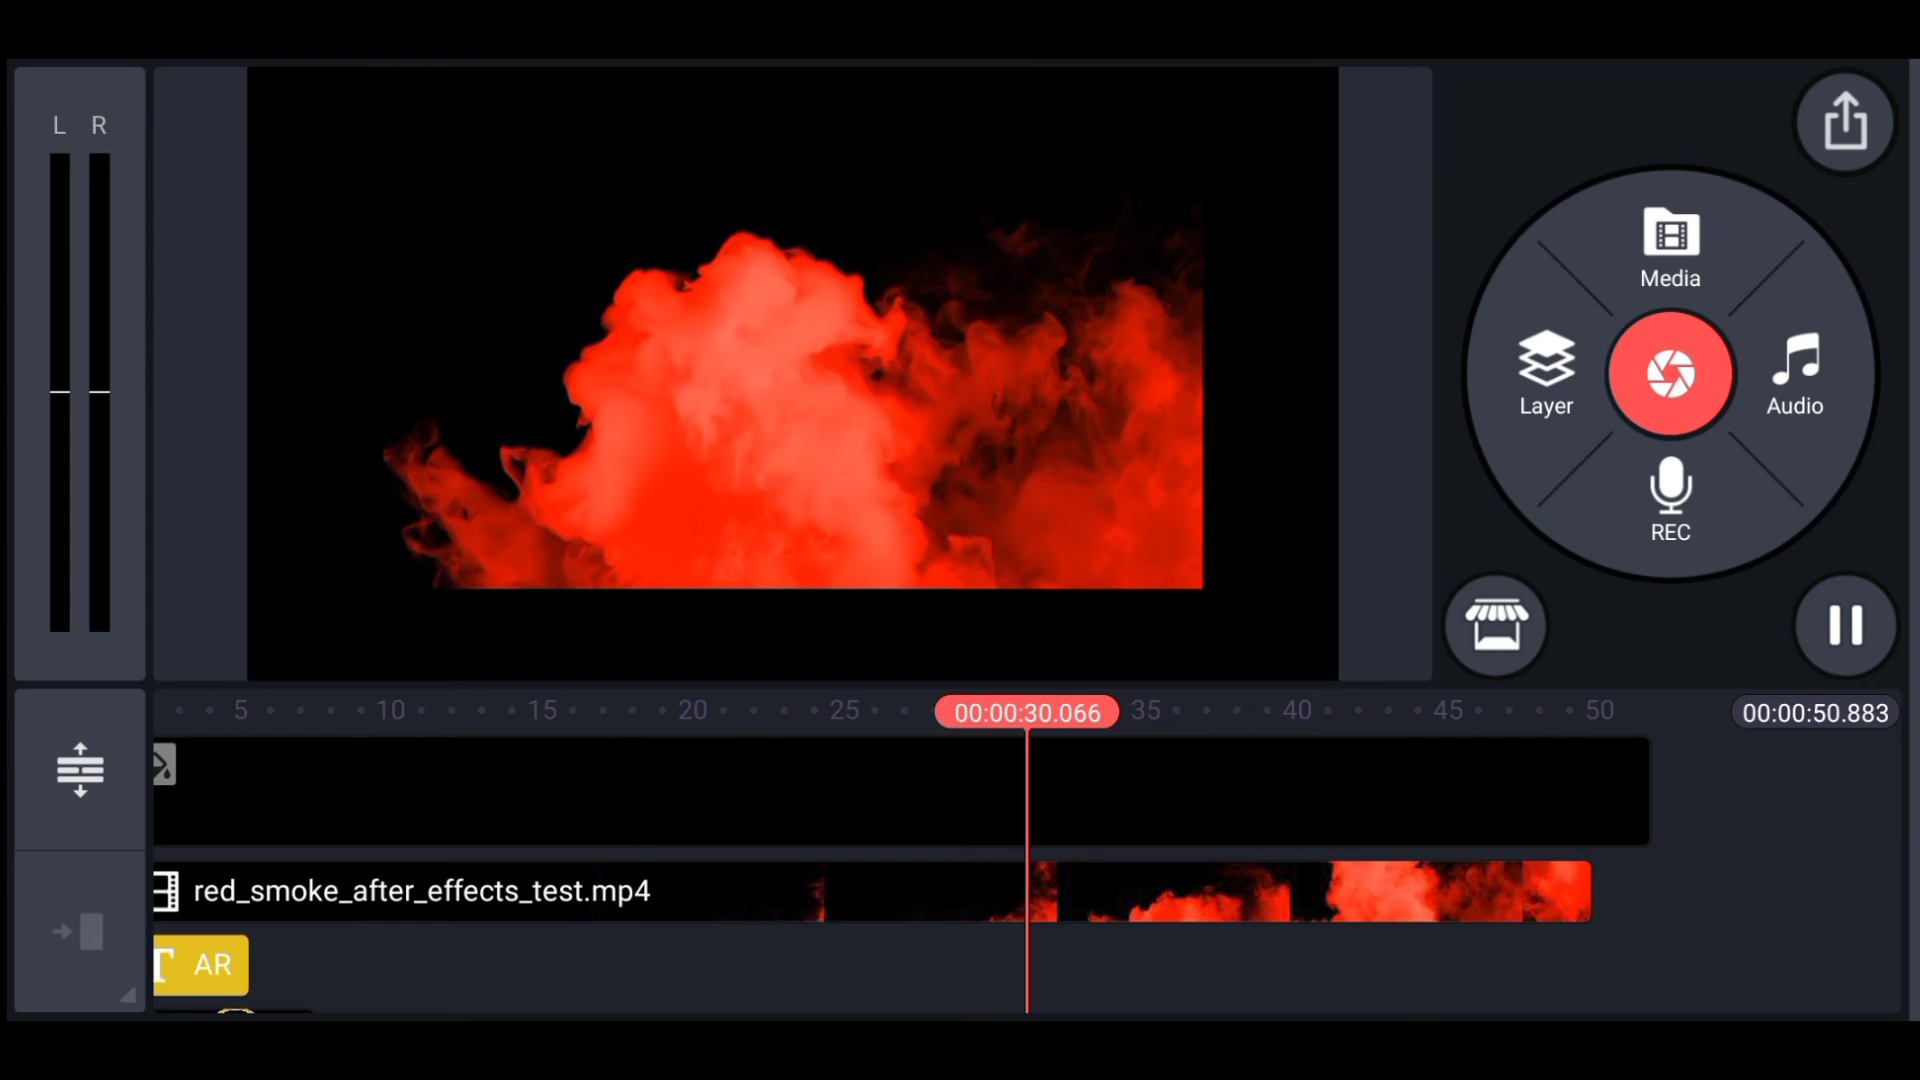 L R
Media
Layer
Audio
REC
5 10 15 20 25 00:00:30.066 35 40 45 50 00:00:50.883
red_smoke_after_effects_test.mp4
T AR